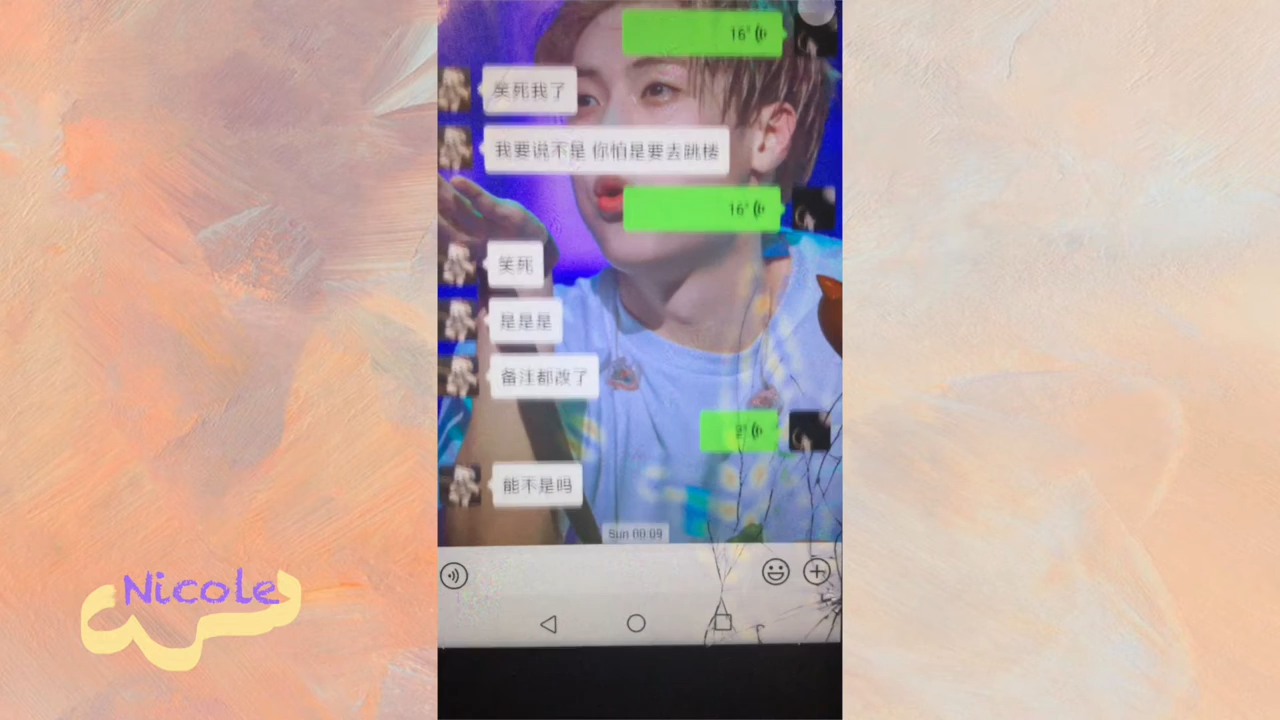 16"
笑死我了
我要说不是 你怕是要去跳楼
16"
笑死
是是是
备注都改了
能不是吗
Sun 00:09
Nicole